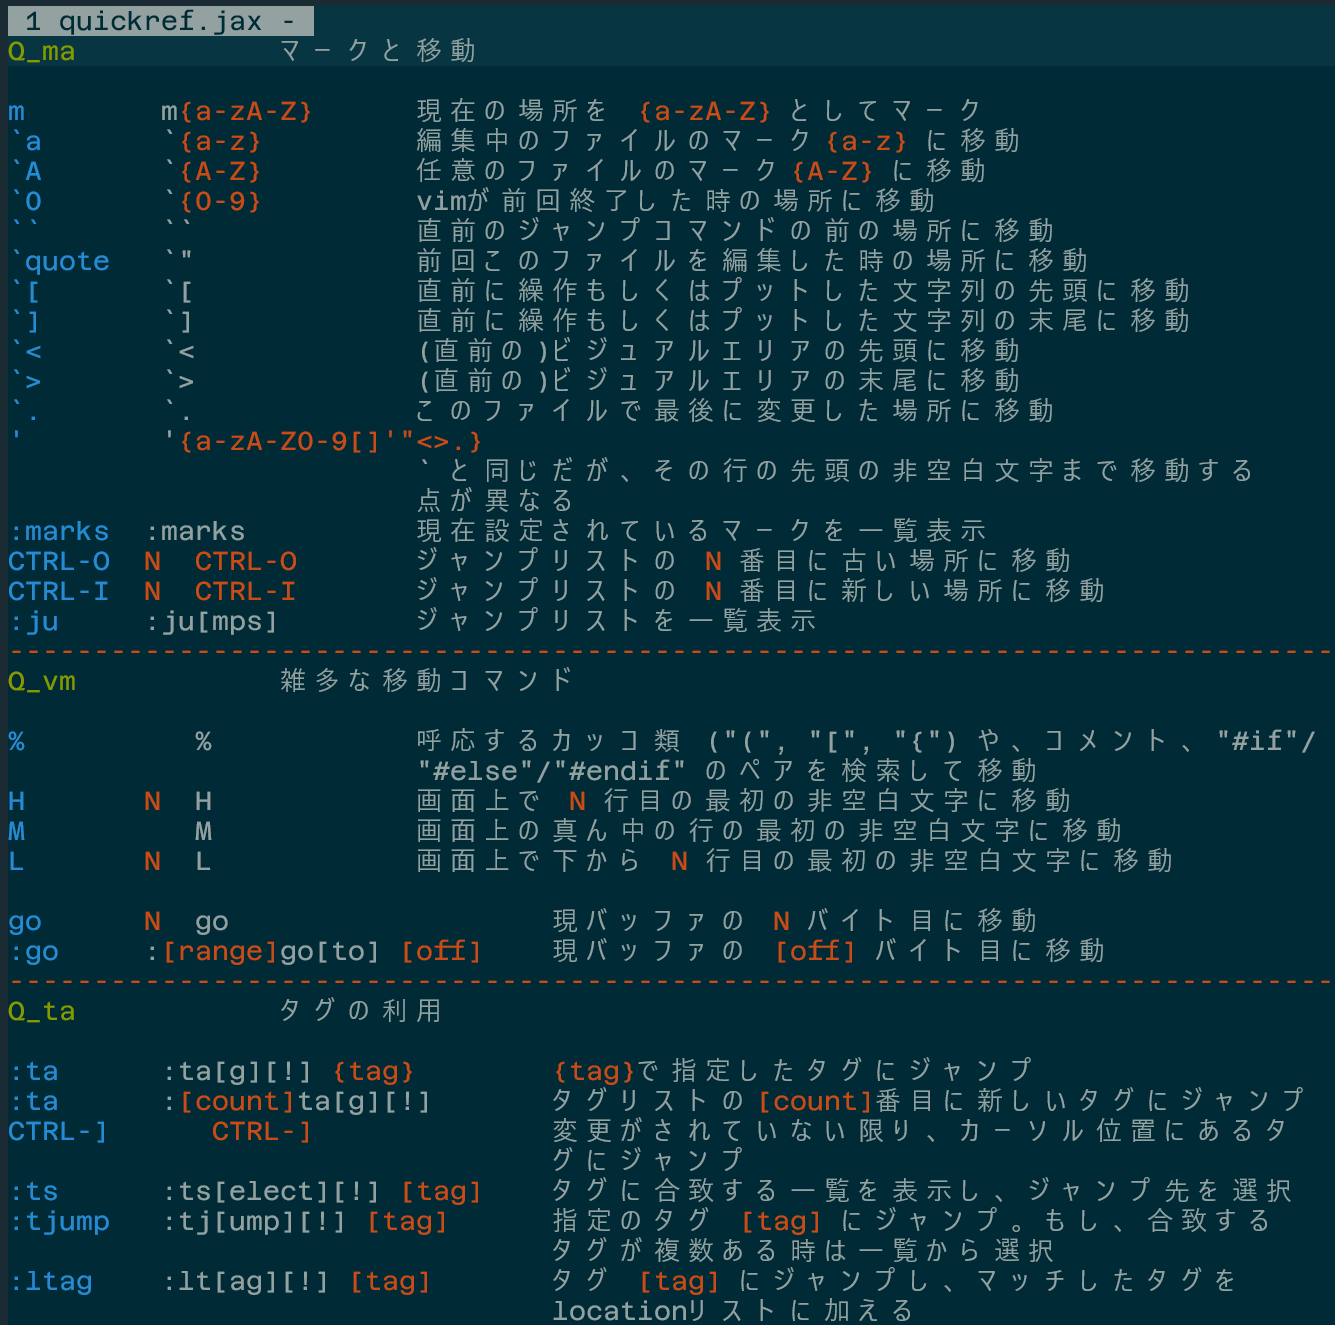 1 quickref.jax -
Q_ma マークと移動
m m{a-zA-Z} 現在の場所を {a-zA-Z} としてマーク
`a `{a-z} 編集中のファイルのマーク{a-z} に移動
`A `{A-Z} 任意のファイルのマーク{A-Z} に移動
`0 `{0-9} vimが前回終了した時の場所に移動
`` `` 直前のジャンプコマンドの前の場所に移動
`quote `" 前回このファイルを編集した時の場所に移動
`[ `[ 直前に繰作もしくはプットした文字列の先頭に移動
`] `] 直前に繰作もしくはプットした文字列の末尾に移動
`< `< (直前の)ビジュアルエリアの先頭に移動
`> `> (直前の)ビジュアルエリアの末尾に移動
`. `. このファイルで最後に変更した場所に移動
' '{a-zA-Z0-9[]'"<>.}
` と同じだが、その行の先頭の非空白文字まで移動する
点が異なる
:marks :marks 現在設定されているマークを一覧表示
CTRL-O N CTRL-O ジャンプリストの N 番目に古い場所に移動
CTRL-I N CTRL-I ジャンプリストの N 番目に新しい場所に移動
:ju :ju[mps] ジャンプリストを一覧表示
------------------------------------------------------------------------------
Q_vm 雑多な移動コマンド
% % 呼応するカッコ類 ("(", "[", "{") や、コメント、"#if"/
"#else"/"#endif" のペアを検索して移動
H N H 画面上で N 行目の最初の非空白文字に移動
M M 画面上の真ん中の行の最初の非空白文字に移動
L N L 画面上で下から N 行目の最初の非空白文字に移動
go N go 現バッファの N バイト目に移動
:go :[range]go[to] [off] 現バッファの [off] バイト目に移動
------------------------------------------------------------------------------
Q_ta タグの利用
:ta :ta[g][!] {tag} {tag}で指定したタグにジャンプ
:ta :[count]ta[g][!] タグリストの[count]番目に新しいタグにジャンプ
CTRL-] CTRL-] 変更がされていない限り、カーソル位置にあるタ
グにジャンプ
:ts :ts[elect][!] [tag] タグに合致する一覧を表示し、ジャンプ先を選択
:tjump :tj[ump][!] [tag] 指定のタグ [tag] にジャンプ。もし、合致する
タグが複数ある時は一覧から選択
:ltag :lt[ag][!] [tag] タグ [tag] にジャンプし、マッチしたタグを
locationリストに加える